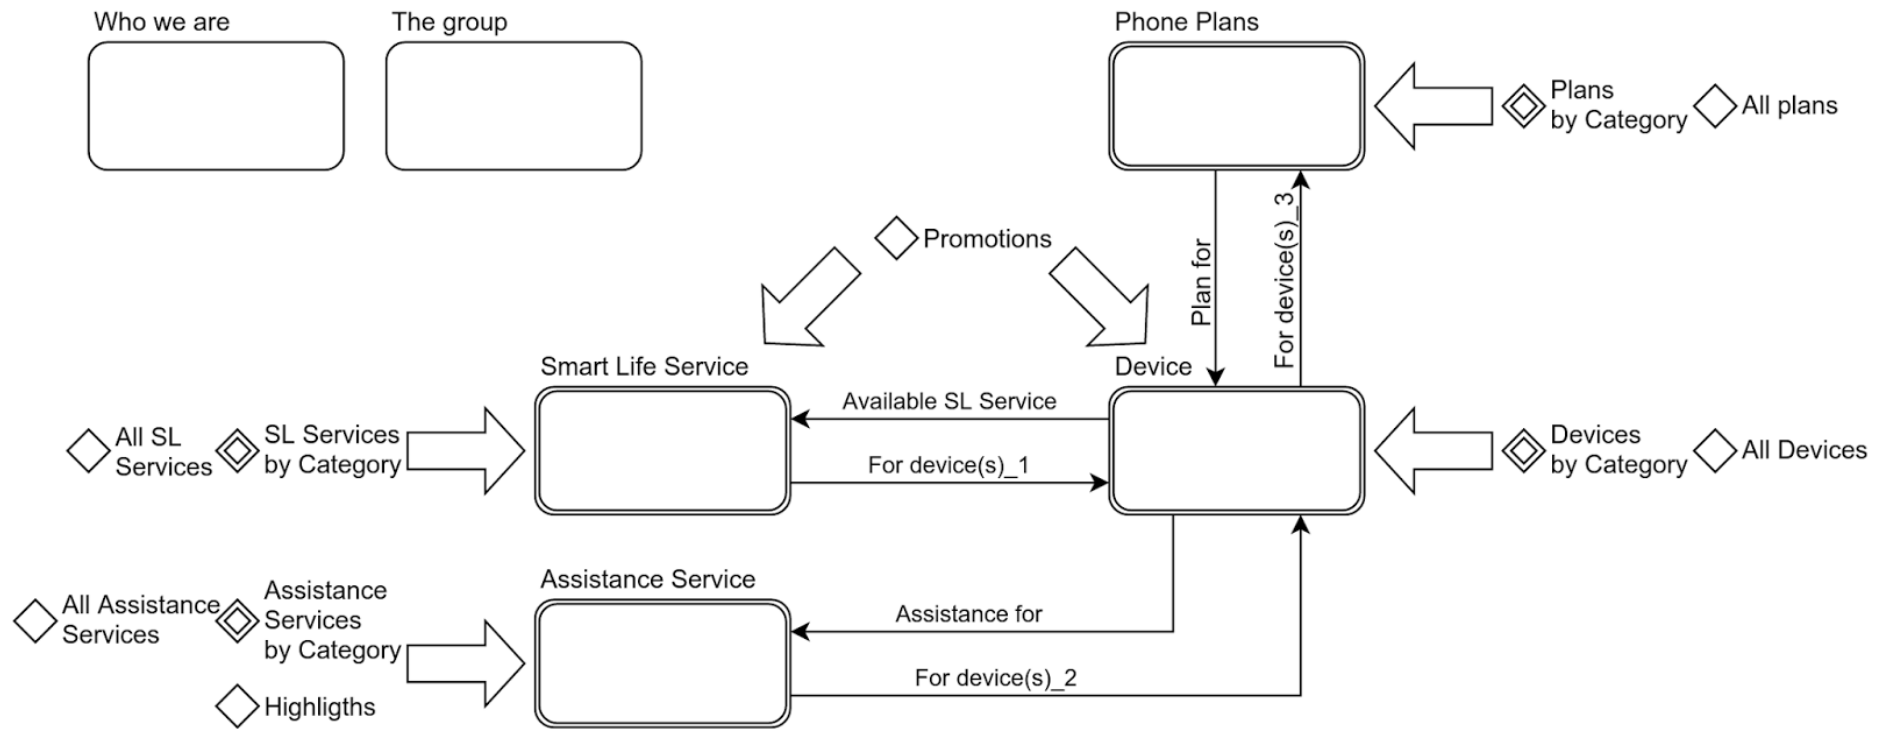 Who we are
The group
Phone Plans
Plans
by Category
All plans
Promotions
Plan for
For device(s)_3
Smart Life Service
Device
All SL
Services
SL Services
by Category
Available SL Service
For device(s)_1
Devices
by Category
All Devices
Assistance Service
All Assistance
Services
Assistance
Services
by Category
Highligths
Assistance for
For device(s)_2